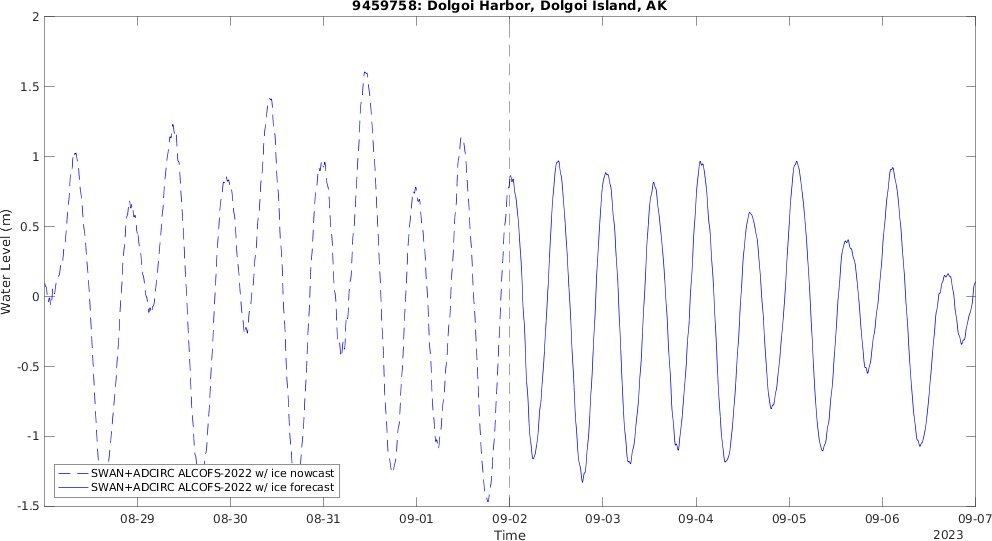 9459758: Dolgoi Harbor, Dolgoi Island, AK
2
1.5
1
0.5
0
-0.5
-1
-1.5
Water Level (m)
SWAN+ADCIRC ALCOFS-2022 w/ ice nowcast
SWAN+ADCIRC ALCOFS-2022 w/ ice forecast
08-29 08-30 08-31 09-01 09-02 09-03 09-04 09-05 09-06 09-07
Time
2023